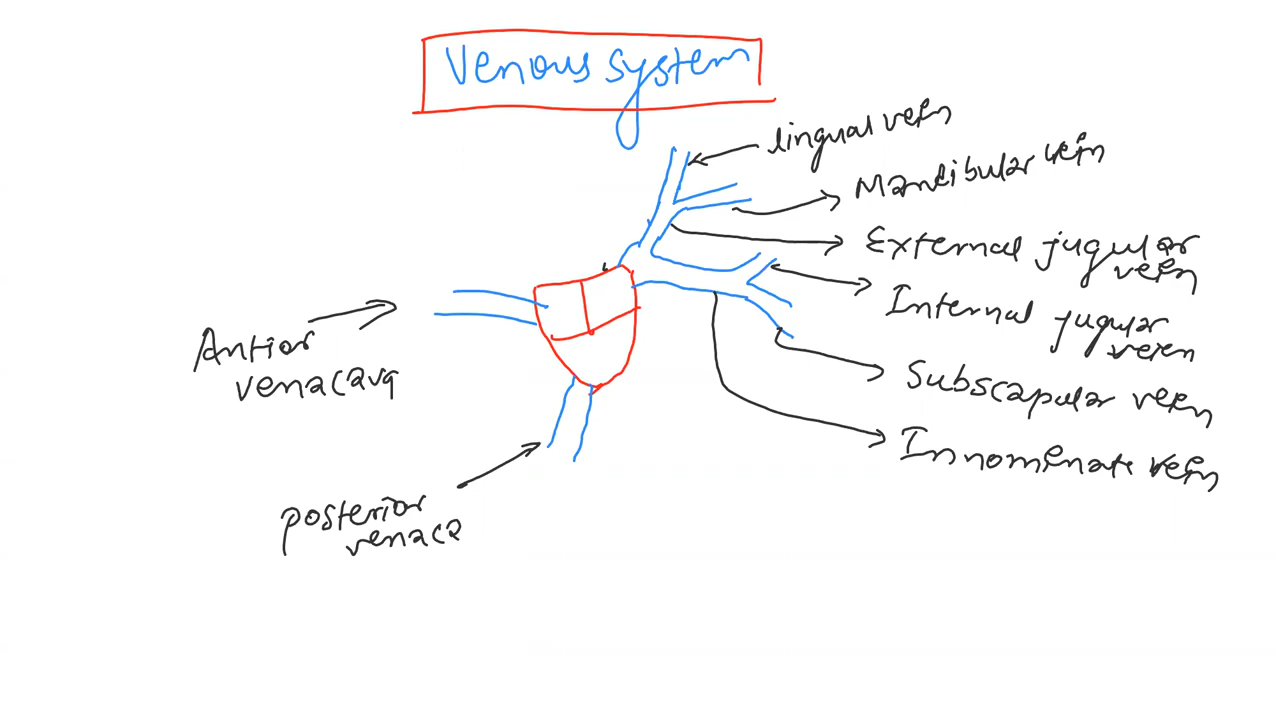 Venous system
lingual vein
Mandibular vein
External jugular
vein
Internal jugular
vein
Subscapular vein
Innominate vein
Antior
venacava
posterior
venaca